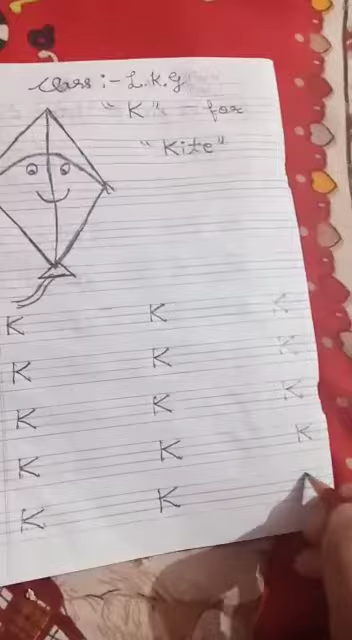 Class :- L.K.G
"K" - for
"Kite"
K K K
K K K
K K K
K K K
K K